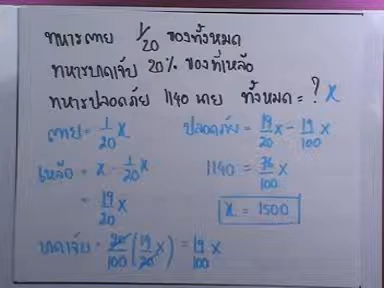 ทหารตาย 1/20 ของทั้งหมด
ทหารบาดเจ็บ 20% ของที่เหลือ
ทหารปลอดภัย 1140 นาย ทั้งหมด = ? x
ตาย = 1/20 x
ปลอดภัย = 19/20 x - 19/100 x
เหลือ = x - 1/20 x
1140 = 76/100 x
= 19/20 x
x = 1500
บาดเจ็บ = 20/100 (19/20 x) = 19/100 x